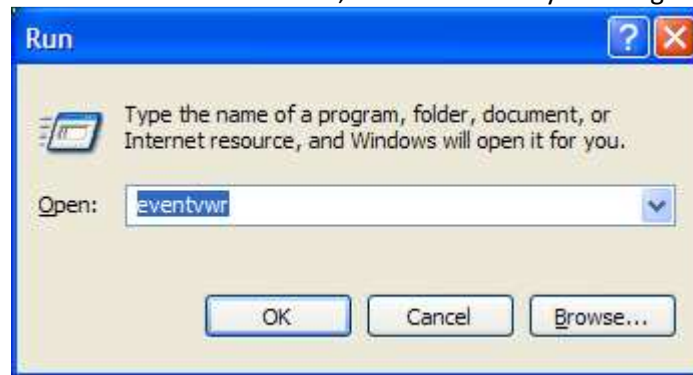 Run
Type the name of a program, folder, document, or
Internet resource, and Windows will open it for you.
Open:
eventvwr
OK
Cancel
Browse...